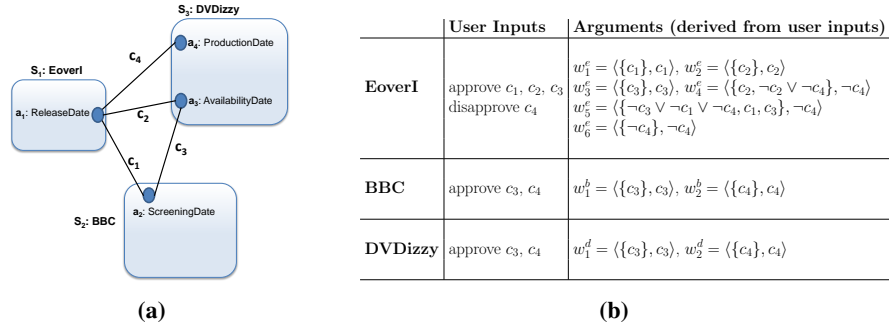 S₃: DVDizzy
a₄: ProductionDate
c₄
S₁: EoverI
a₁: ReleaseDate
a₃: AvailabilityDate
c₂
c₁
c₃
a₂: ScreeningDate
S₂: BBC
(a)
User Inputs
Arguments (derived from user inputs)
EoverI
approve c₁, c₂, c₃
disapprove c₄
w₁ᵉ = ⟨{c₁}, c₁⟩, w₂ᵉ = ⟨{c₂}, c₂⟩
w₃ᵉ = ⟨{c₃}, c₃⟩, w₄ᵉ = ⟨{c₂, ¬c₂ ∨ ¬c₄}, ¬c₄⟩
w₅ᵉ = ⟨{¬c₃ ∨ ¬c₁ ∨ ¬c₄, c₁, c₃}, ¬c₄⟩
w₆ᵉ = ⟨{¬c₄}, ¬c₄⟩
BBC
approve c₃, c₄
w₁ᵇ = ⟨{c₃}, c₃⟩, w₂ᵇ = ⟨{c₄}, c₄⟩
DVDizzy
approve c₃, c₄
w₁ᵈ = ⟨{c₃}, c₃⟩, w₂ᵈ = ⟨{c₄}, c₄⟩
(b)